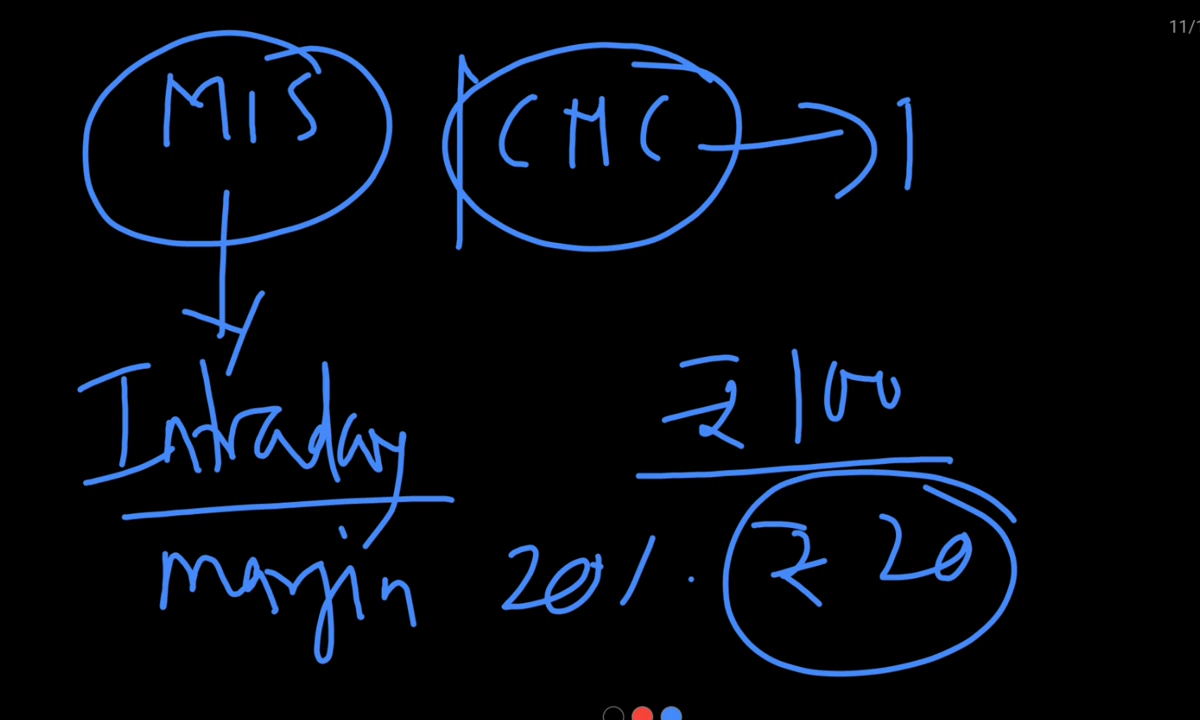 MIS CMC → 1
Intraday ₹100
margin 20% ₹20